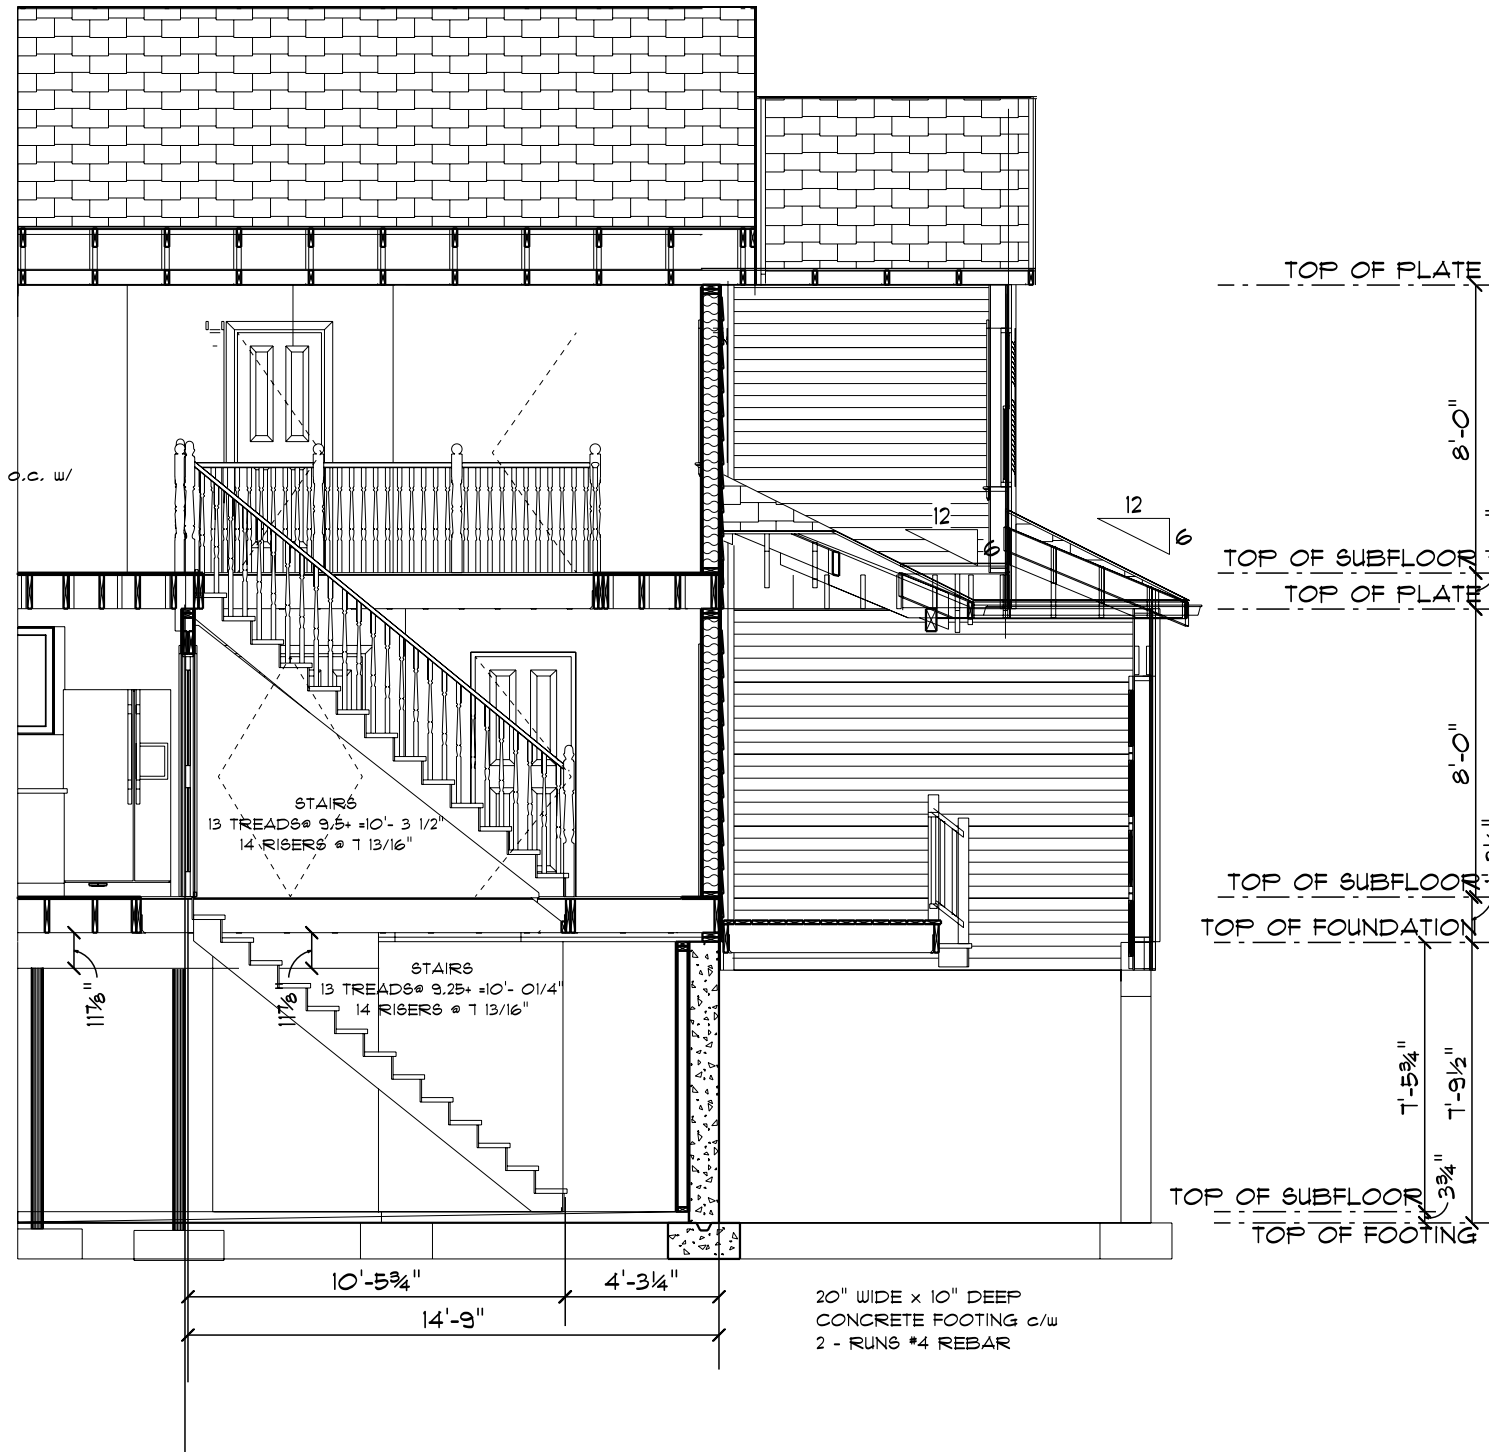 TOP OF PLATE
8'-0"
O.C. W/
12
6
12
6
TOP OF SUBFLOOR
TOP OF PLATE
8'-0"
STAIRS
13 TREADS@ 9.5+ =10'- 3 1/2"
14 RISERS @ 7 13/16"
TOP OF SUBFLOOR
TOP OF FOUNDATION
STAIRS
13 TREADS@ 9.25+ =10'- 01/4"
14 RISERS @ 7 13/16"
11⅞"
11⅞"
7'-5¾"
7'-9½"
3¾"
TOP OF SUBFLOOR
TOP OF FOOTING
10'-5¾"
4'-3¼"
14'-9"
20" WIDE x 10" DEEP
CONCRETE FOOTING c/w
2 - RUNS #4 REBAR